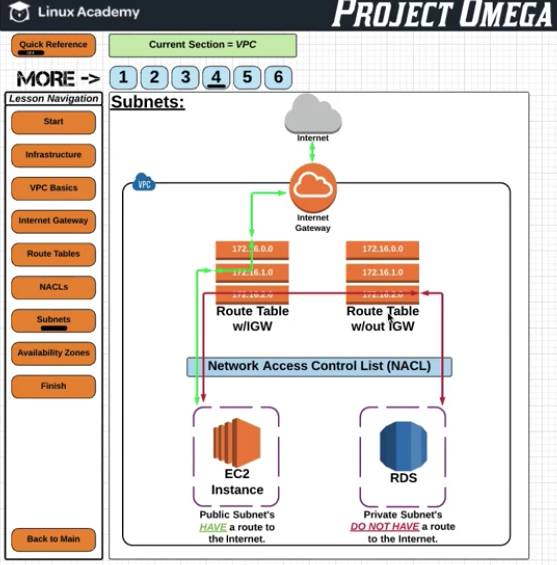 Linux Academy
PROJECT OMEGA
Quick Reference
Current Section = VPC
MORE ->
1 2 3 4 5 6
Lesson Navigation
Start
Infrastructure
VPC Basics
Internet Gateway
Route Tables
NACLs
Subnets
Availability Zones
Finish
Back to Main
Subnets:
Internet
VPC
Internet
Gateway
172.16.0.0
172.16.1.0
172.16.2.0
Route Table
w/IGW
172.16.0.0
172.16.1.0
172.16.2.0
Route Table
w/out IGW
Network Access Control List (NACL)
EC2
Instance
Public Subnet's
HAVE a route to
the Internet.
RDS
Private Subnet's
DO NOT HAVE a route
to the Internet.